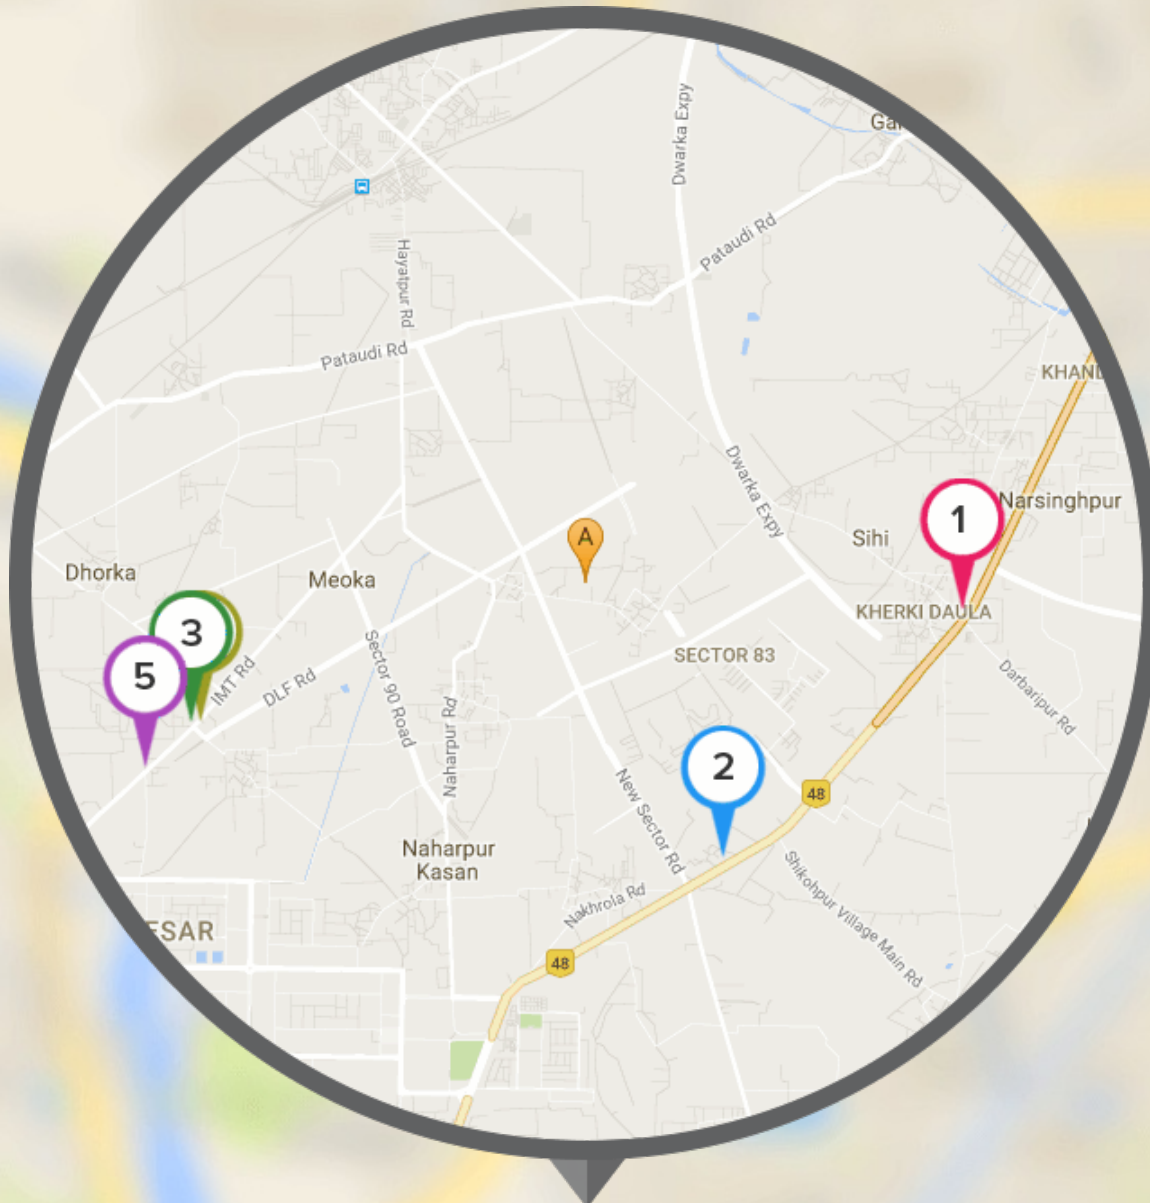 Dwarka Expy
Ga
Pataudi Rd
Hayatpur Rd
Pataudi Rd
KHAND
Dwarka Expy
Narsinghpur
1
Sihi
A
Dhorka
Meoka
KHERKI DAULA
3
SECTOR 83
5
IMT Rd
DLF Rd
Sector 90 Road
Darbaripur Rd
Naharpur Rd
2
48
New Sector Rd
Naharpur
Kasan
Shikohpur Village Main Rd
Nakhrola Rd
ESAR
48